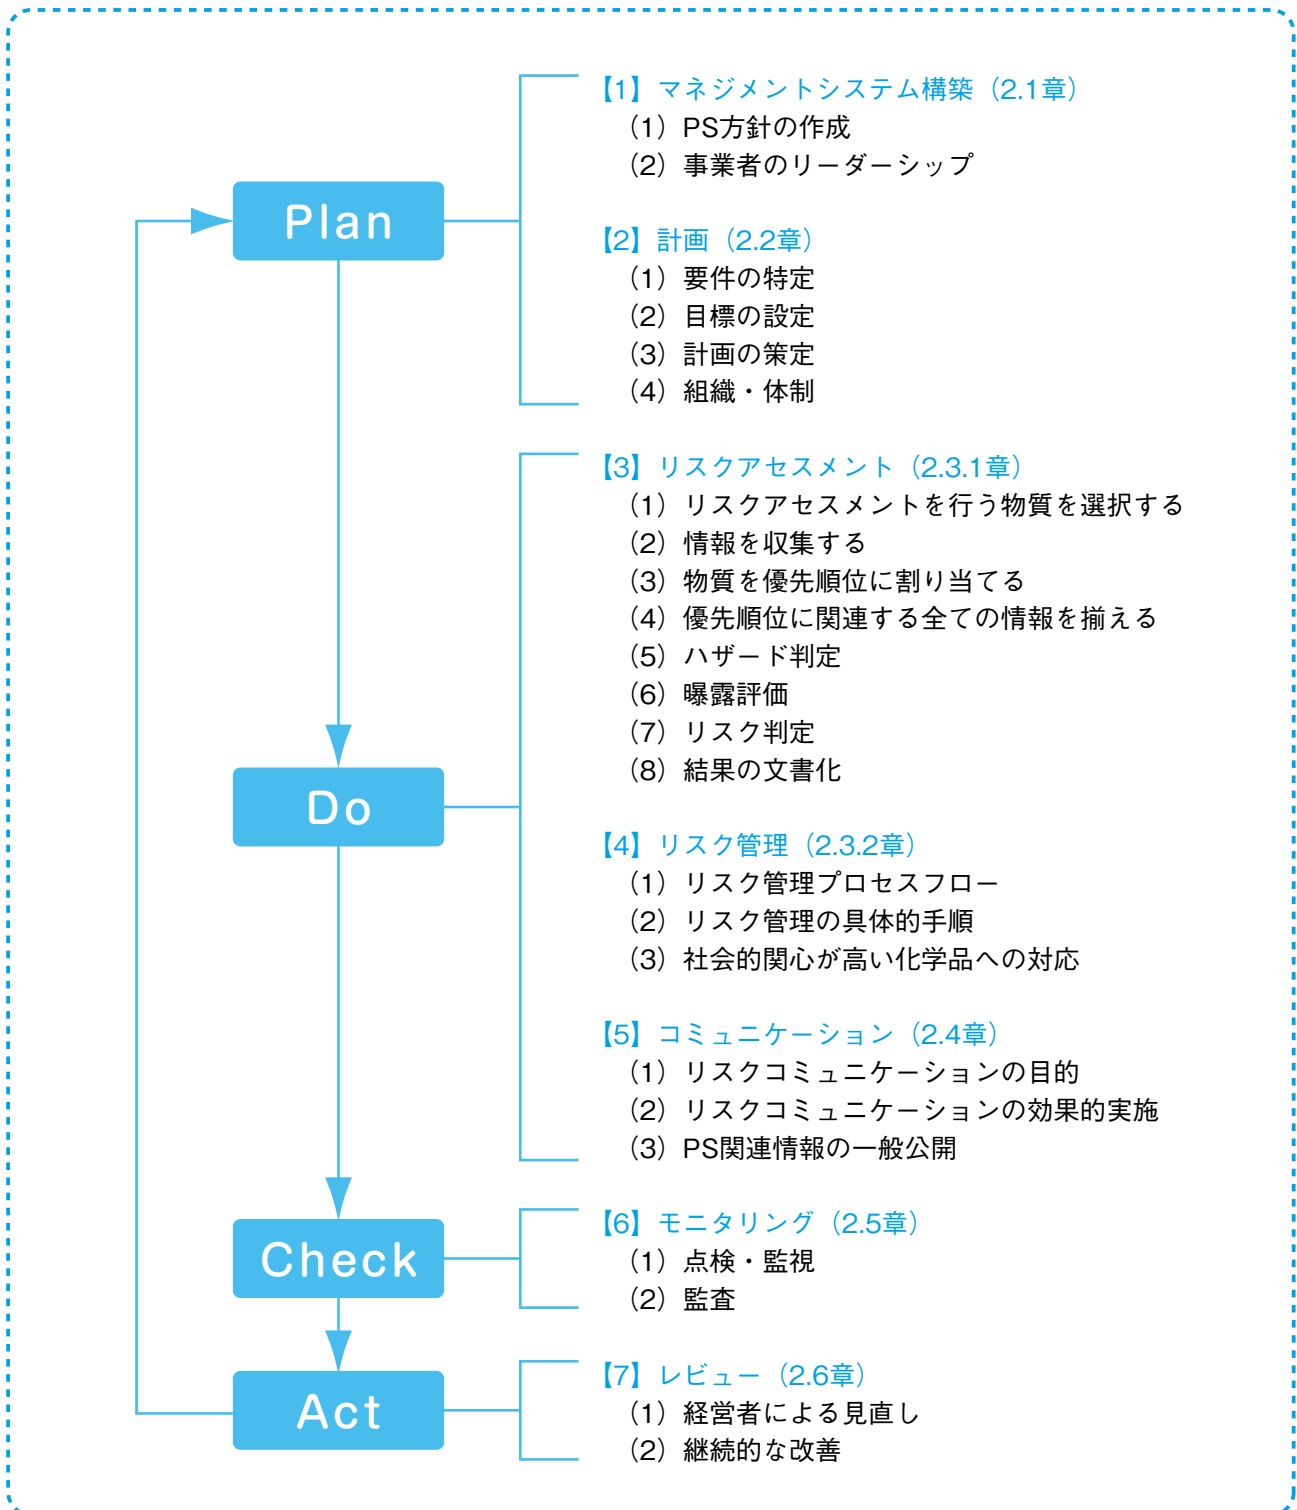 【1】マネジメントシステム構築（2.1章）
（1）PS方針の作成
（2）事業者のリーダーシップ
Plan
【2】計画（2.2章）
（1）要件の特定
（2）目標の設定
（3）計画の策定
（4）組織・体制
【3】リスクアセスメント（2.3.1章）
（1）リスクアセスメントを行う物質を選択する
（2）情報を収集する
（3）物質を優先順位に割り当てる
（4）優先順位に関連する全ての情報を揃える
（5）ハザード判定
（6）曝露評価
（7）リスク判定
（8）結果の文書化
Do
【4】リスク管理（2.3.2章）
（1）リスク管理プロセスフロー
（2）リスク管理の具体的手順
（3）社会的関心が高い化学品への対応
【5】コミュニケーション（2.4章）
（1）リスクコミュニケーションの目的
（2）リスクコミュニケーションの効果的実施
（3）PS関連情報の一般公開
【6】モニタリング（2.5章）
（1）点検・監視
（2）監査
Check
【7】レビュー（2.6章）
（1）経営者による見直し
（2）継続的な改善
Act